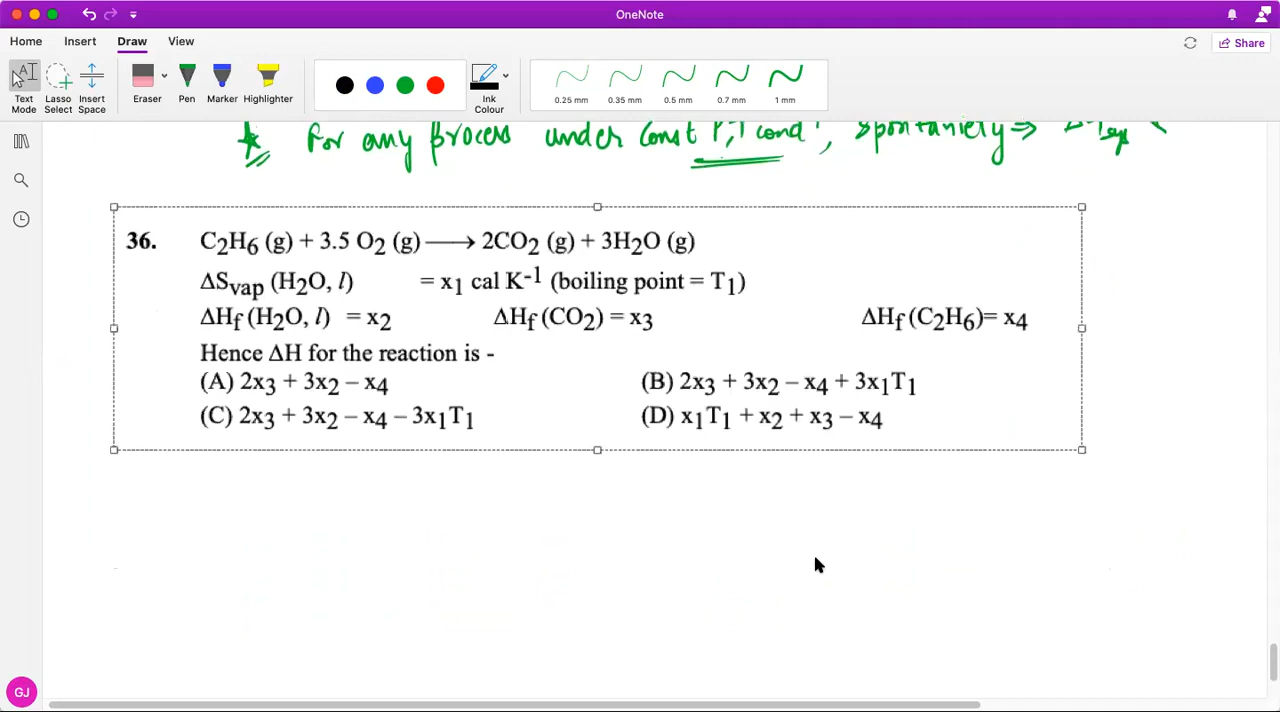 OneNote
Home Insert Draw View
Share
Text Mode
Lasso Select
Insert Space
Eraser
Pen
Marker
Highlighter
Ink Colour
0.25 mm
0.35 mm
0.5 mm
0.7 mm
1 mm
For any process under const P, T cond', spontaniety ⇒
36. C2H6 (g) + 3.5 O2 (g) ⟶ 2CO2 (g) + 3H2O (g)
ΔSvap (H2O, l) = x1 cal K-1 (boiling point = T1)
ΔHf (H2O, l) = x2 ΔHf (CO2) = x3 ΔHf (C2H6)= x4
Hence ΔH for the reaction is -
(A) 2x3 + 3x2 – x4 (B) 2x3 + 3x2 – x4 + 3x1T1
(C) 2x3 + 3x2 – x4 – 3x1T1 (D) x1T1 + x2 + x3 – x4
GJ